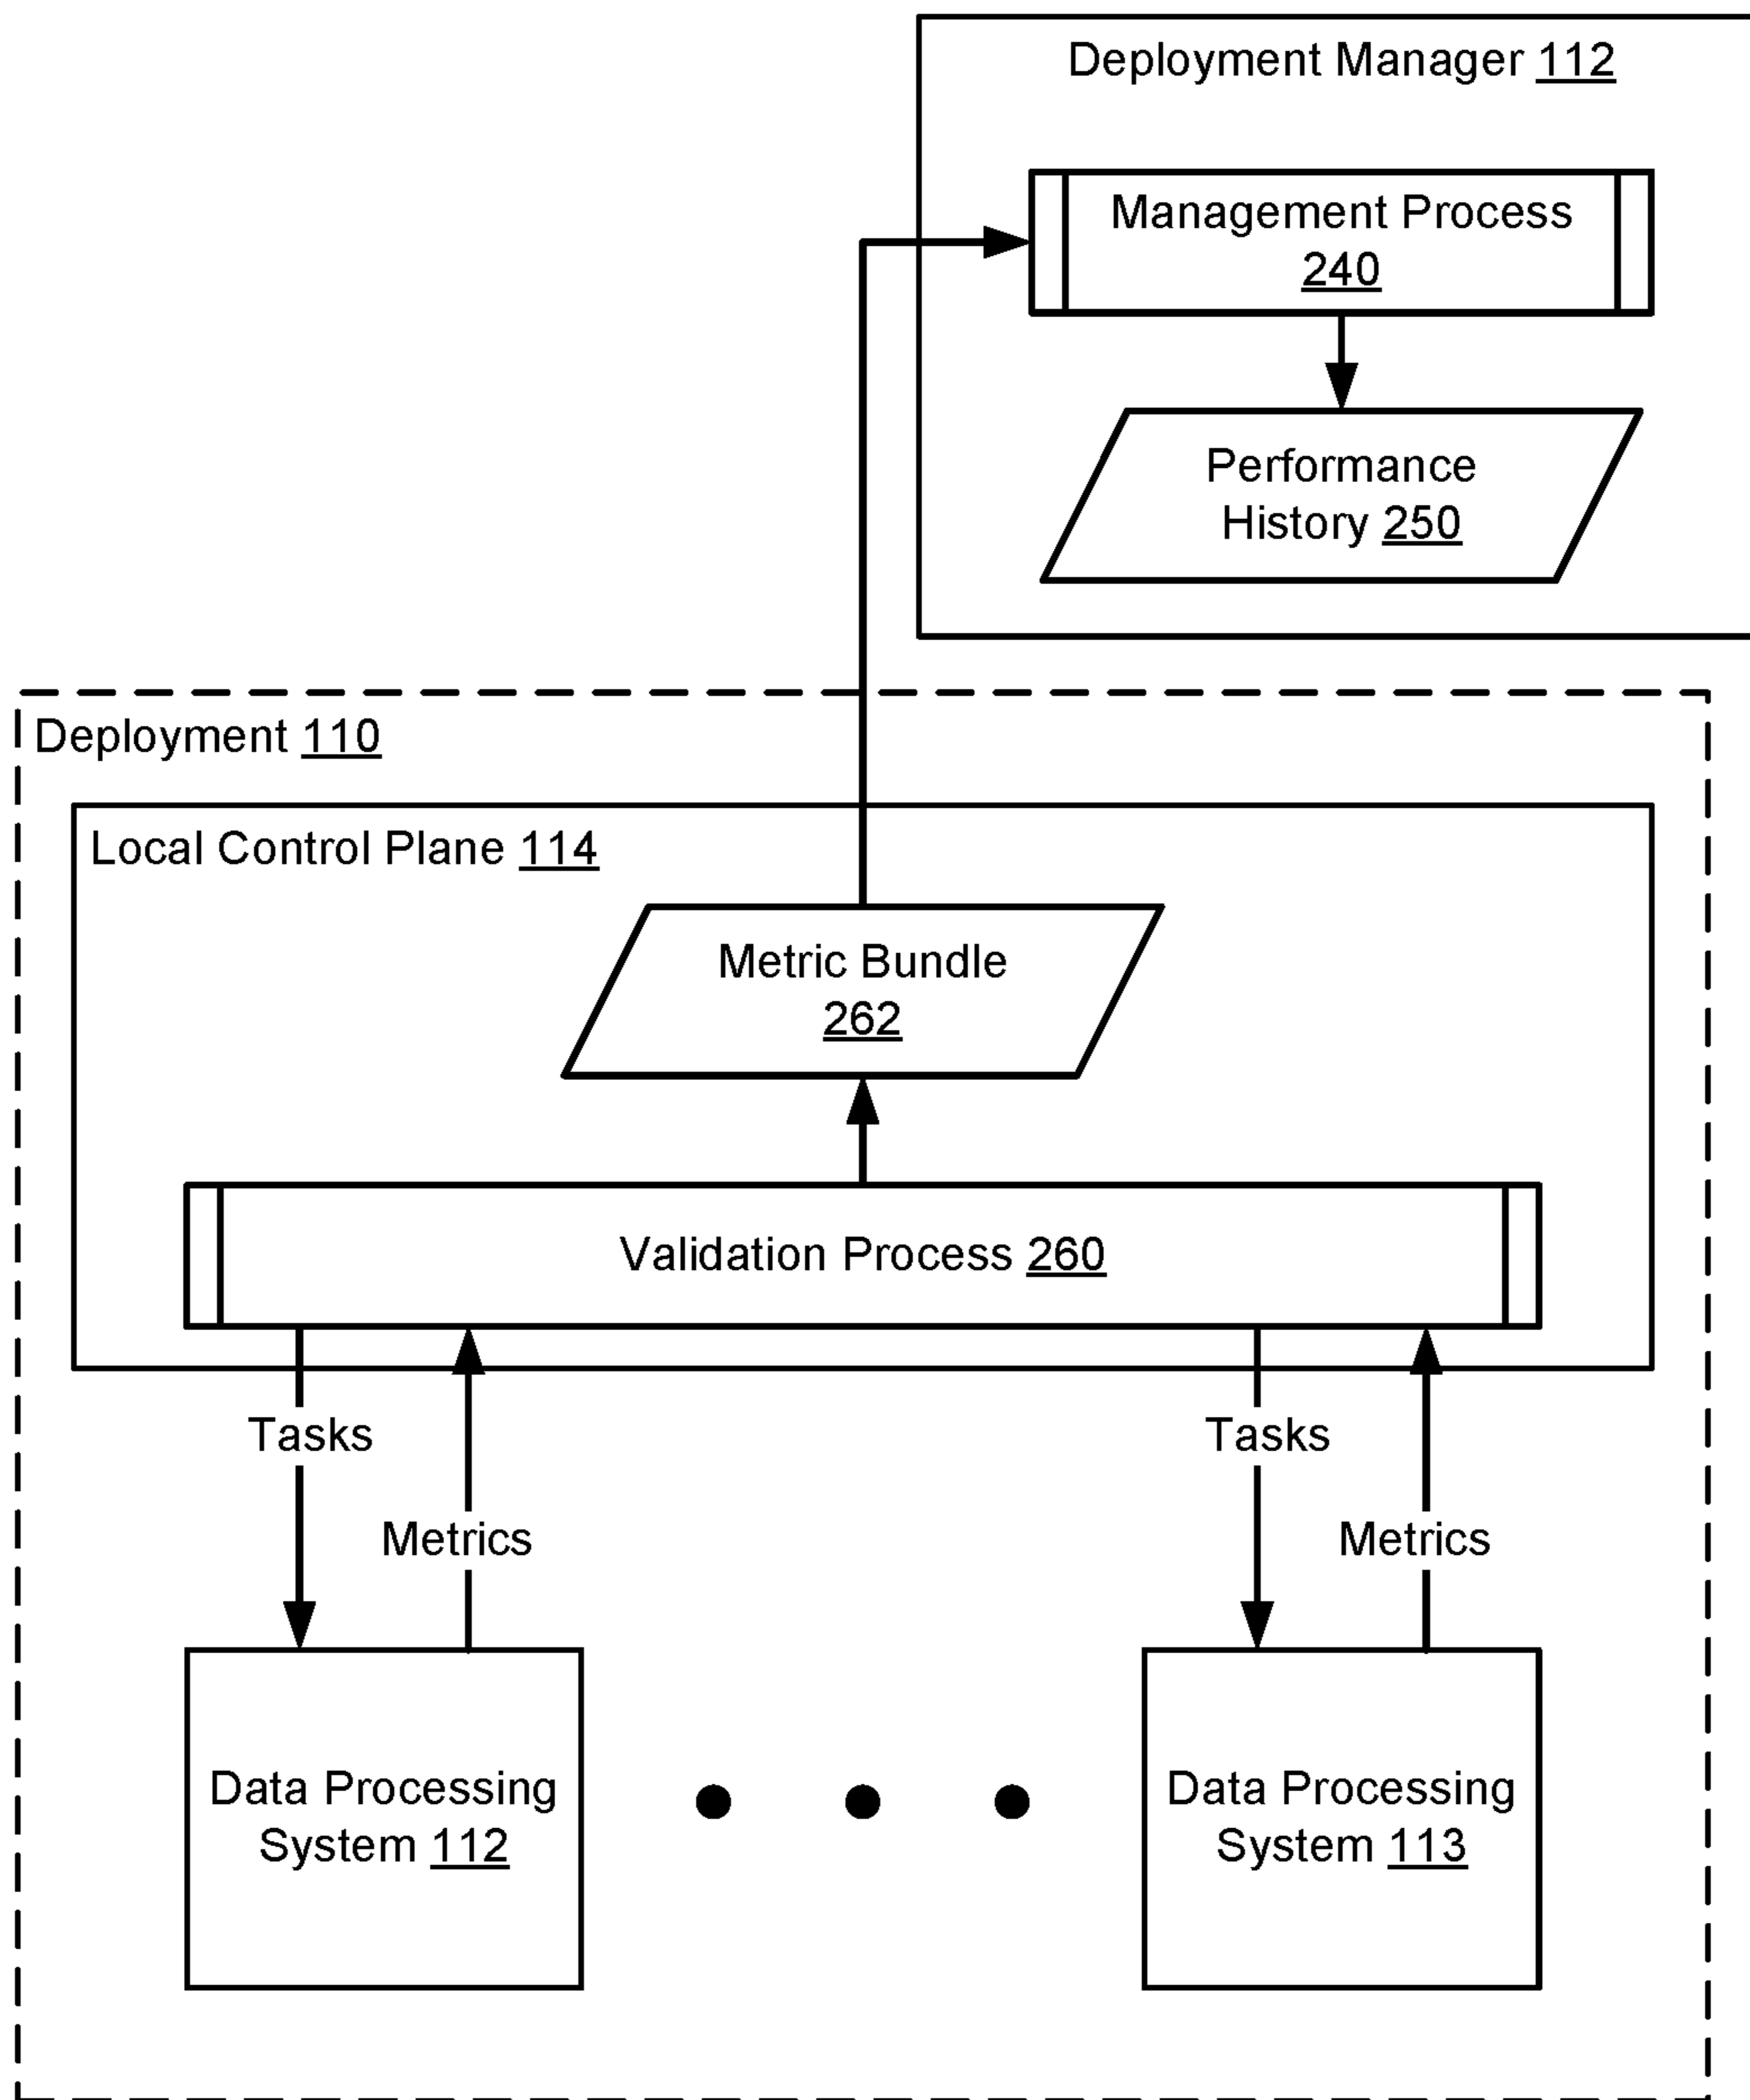 Deployment Manager 112
Management Process
240
Performance
History 250
Deployment 110
Local Control Plane 114
Metric Bundle
262
Validation Process 260
Tasks
Tasks
Metrics
Metrics
Data Processing
System 112
Data Processing
System 113